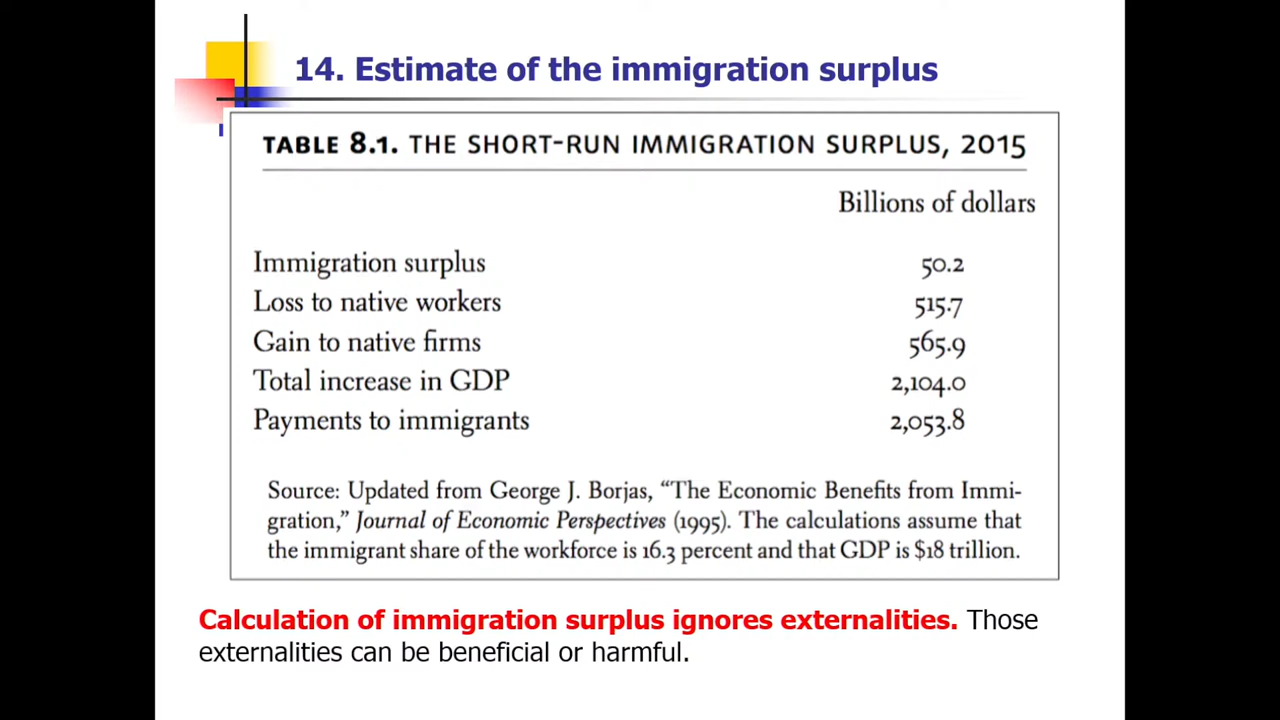 14. Estimate of the immigration surplus
TABLE 8.1. THE SHORT-RUN IMMIGRATION SURPLUS, 2015
Billions of dollars
Immigration surplus 50.2
Loss to native workers 515.7
Gain to native firms 565.9
Total increase in GDP 2,104.0
Payments to immigrants 2,053.8
Source: Updated from George J. Borjas, “The Economic Benefits from Immi-
gration,” Journal of Economic Perspectives (1995). The calculations assume that
the immigrant share of the workforce is 16.3 percent and that GDP is $18 trillion.
Calculation of immigration surplus ignores externalities. Those
externalities can be beneficial or harmful.